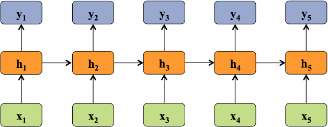 y₁ y₂ y₃ y₄ y₅
h₁ h₂ h₃ h₄ h₅
x₁ x₂ x₃ x₄ x₅